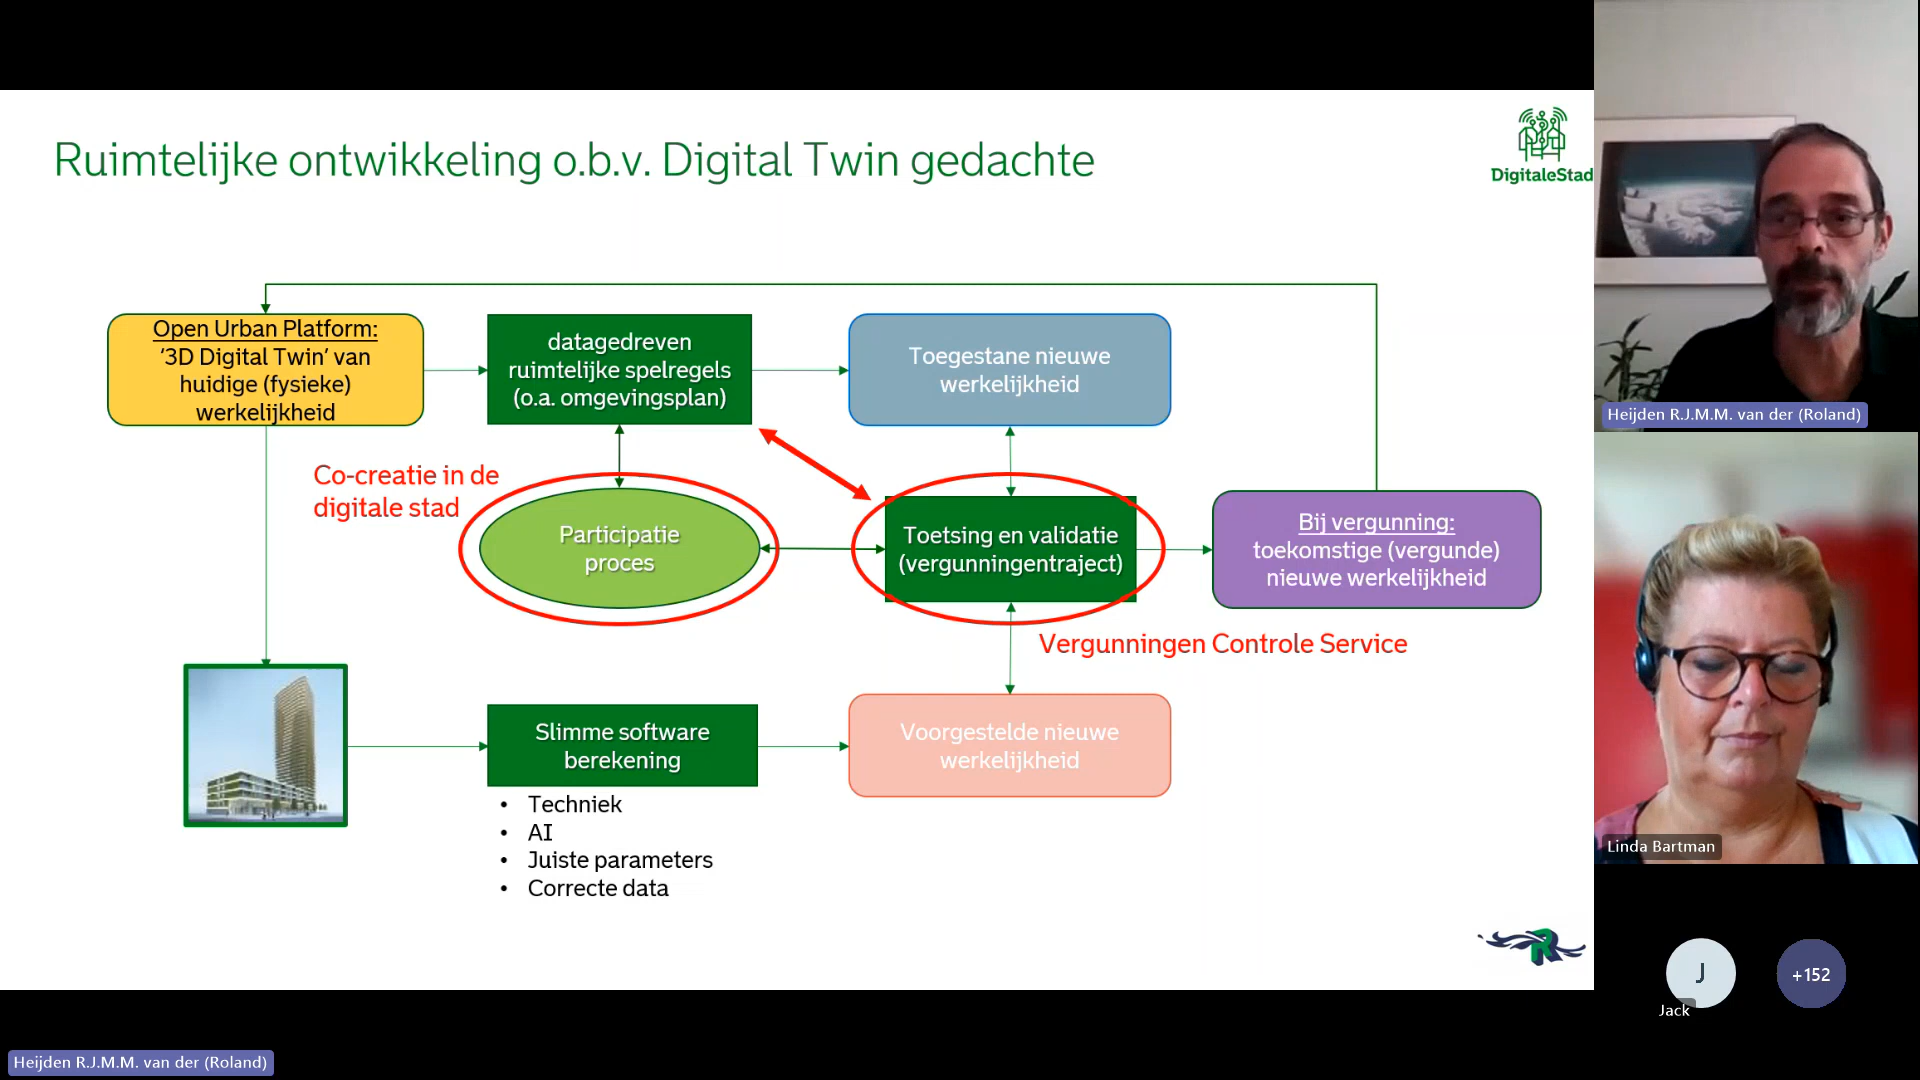 Ruimtelijke ontwikkeling o.b.v. Digital Twin gedachte
DigitaleStad
Open Urban Platform:
‘3D Digital Twin’ van
huidige (fysieke)
werkelijkheid
datagedreven
ruimtelijke spelregels
(o.a. omgevingsplan)
Toegestane nieuwe
werkelijkheid
Co-creatie in de
digitale stad
Participatie
proces
Toetsing en validatie
(vergunningentraject)
Bij vergunning:
toekomstige (vergunde)
nieuwe werkelijkheid
Vergunningen Controle Service
Slimme software
berekening
Voorgestelde nieuwe
werkelijkheid
• Techniek
• AI
• Juiste parameters
• Correcte data
R
Heijden R.J.M.M. van der (Roland)
Linda Bartman
J
Jack
+152
Heijden R.J.M.M. van der (Roland)